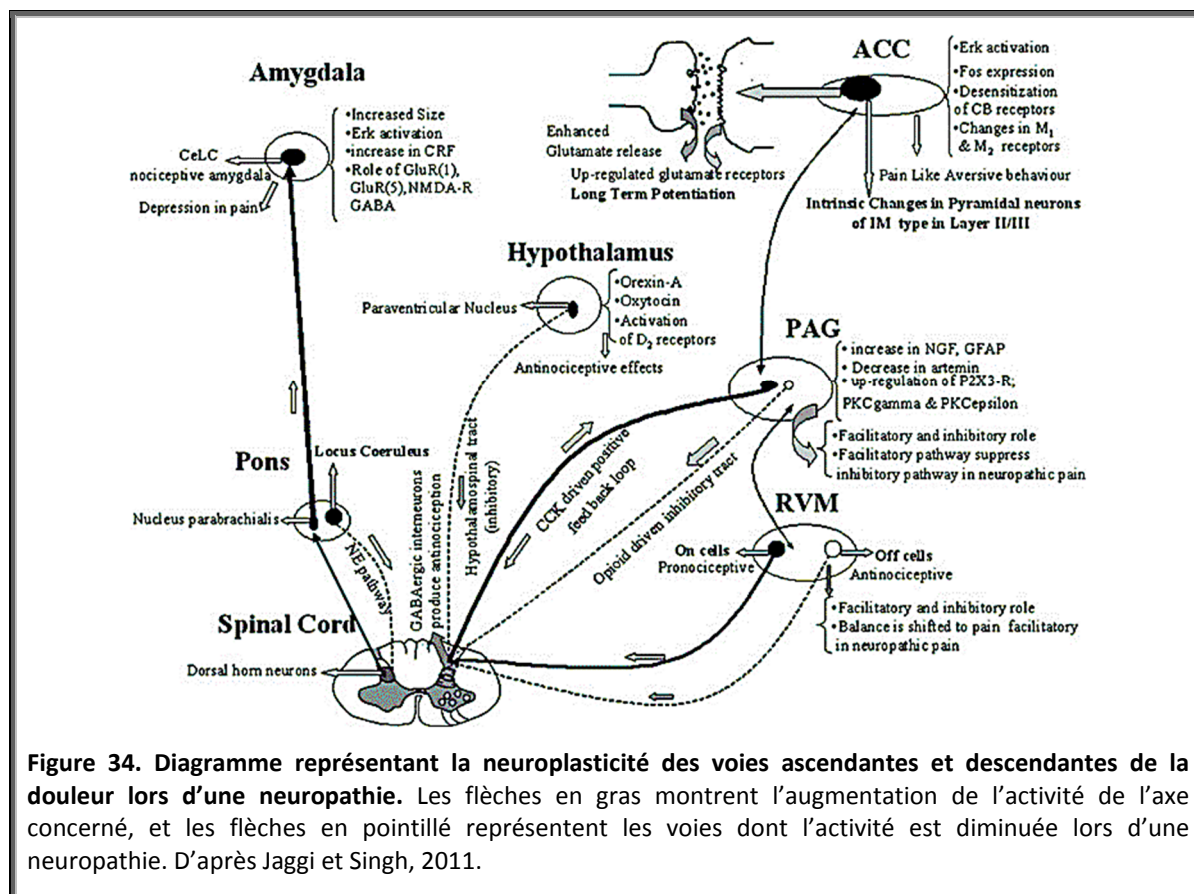 Amygdala
•Increased Size
•Erk activation
•increase in CRF
•Role of GluR(1),
GluR(5),NMDA-R
GABA
CeLC
nociceptive amygdala
Depression in pain
Enhanced
Glutamate release
Up-regulated glutamate receptors
Long Term Potentiation
ACC
•Erk activation
•Fos expression
•Desensitization
of CB receptors
•Changes in M1
& M2 receptors
Pain Like Aversive behaviour
Intrinsic Changes in Pyramidal neurons
of IM type in Layer II/III
Hypothalamus
Paraventricular Nucleus
•Orexin-A
•Oxytocin
•Activation
of D2 receptors
Antinociceptive effects
PAG
• increase in NGF, GFAP
• Decrease in artemin
• up-regulation of P2X3-R;
PKCgamma & PKCepsilon
•Facilitatory and inhibitory role
•Facilitatory pathway suppress
inhibitory pathway in neuropathic pain
Pons
Locus Coeruleus
Nucleus parabrachialis
NE pathway
GABAergic interneurons
produce antinociception
Hypothalamospinal tract
(inhibitory)
CCK driven positive
feed back loop
Opioid driven inhibitory tract
RVM
On cells
Pronociceptive
Off cells
Antinociceptive
•Facilitatory and inhibitory role
•Balance is shifted to pain facilitatory
in neuropathic pain
Spinal Cord
Dorsal horn neurons
Figure 34. Diagramme représentant la neuroplasticité des voies ascendantes et descendantes de la
douleur lors d’une neuropathie. Les flèches en gras montrent l’augmentation de l’activité de l’axe
concerné, et les flèches en pointillé représentent les voies dont l’activité est diminuée lors d’une
neuropathie. D’après Jaggi et Singh, 2011.